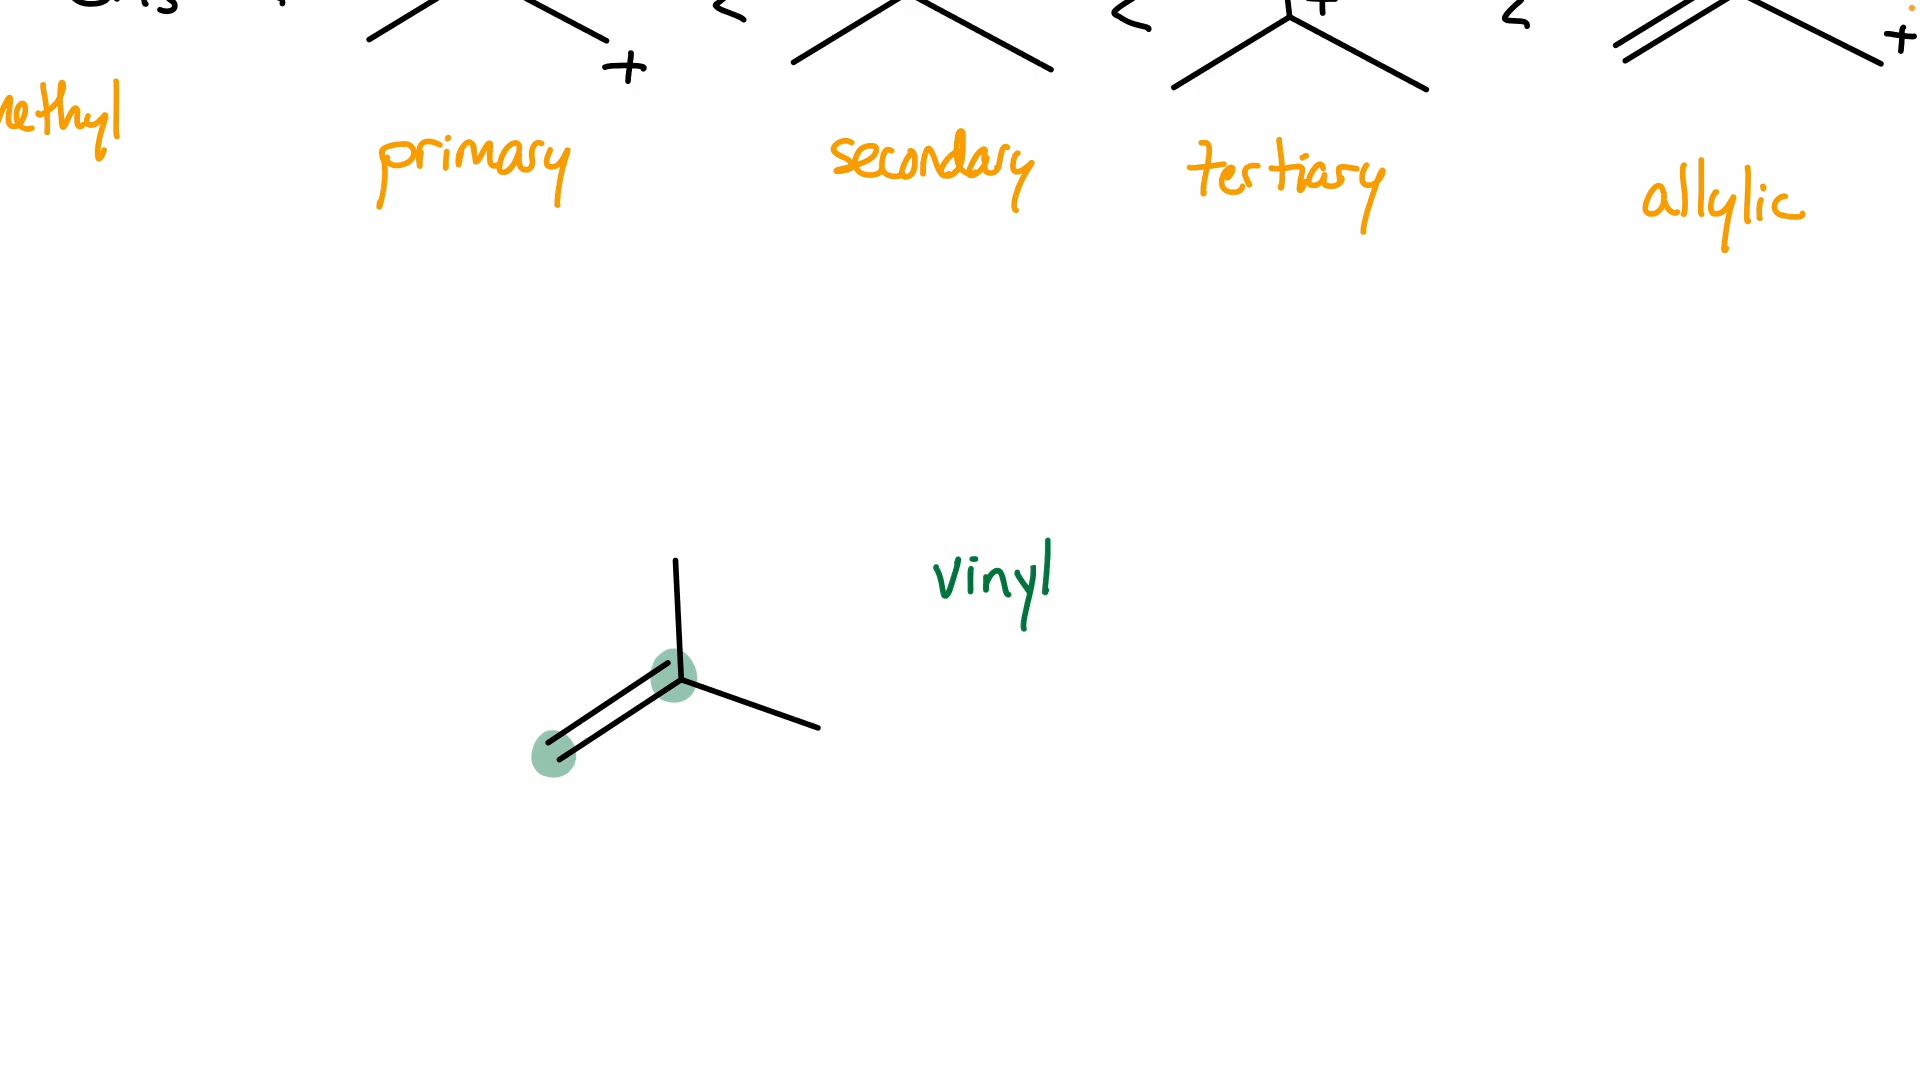 + < < + < +
primary secondary tertiary allylic
vinyl